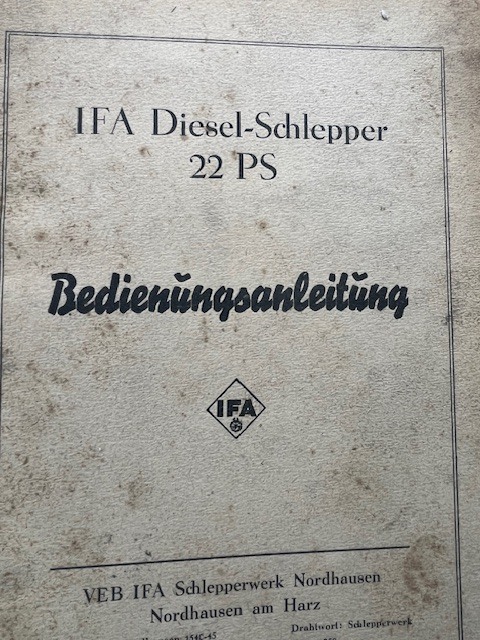 IFA Diesel-Schlepper
22 PS
Bedienungsanleitung
IFA
VEB IFA Schlepperwerk Nordhausen
Nordhausen am Harz
Drahtwort: Schlepperwerk